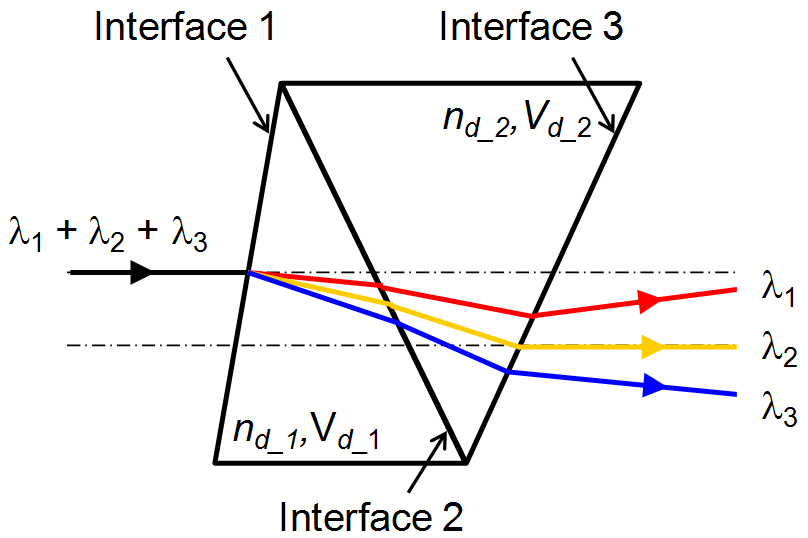 Interface 1
Interface 3
n_d_2,V_d_2
λ1 + λ2 + λ3
λ1
λ2
λ3
n_d_1,V_d_1
Interface 2